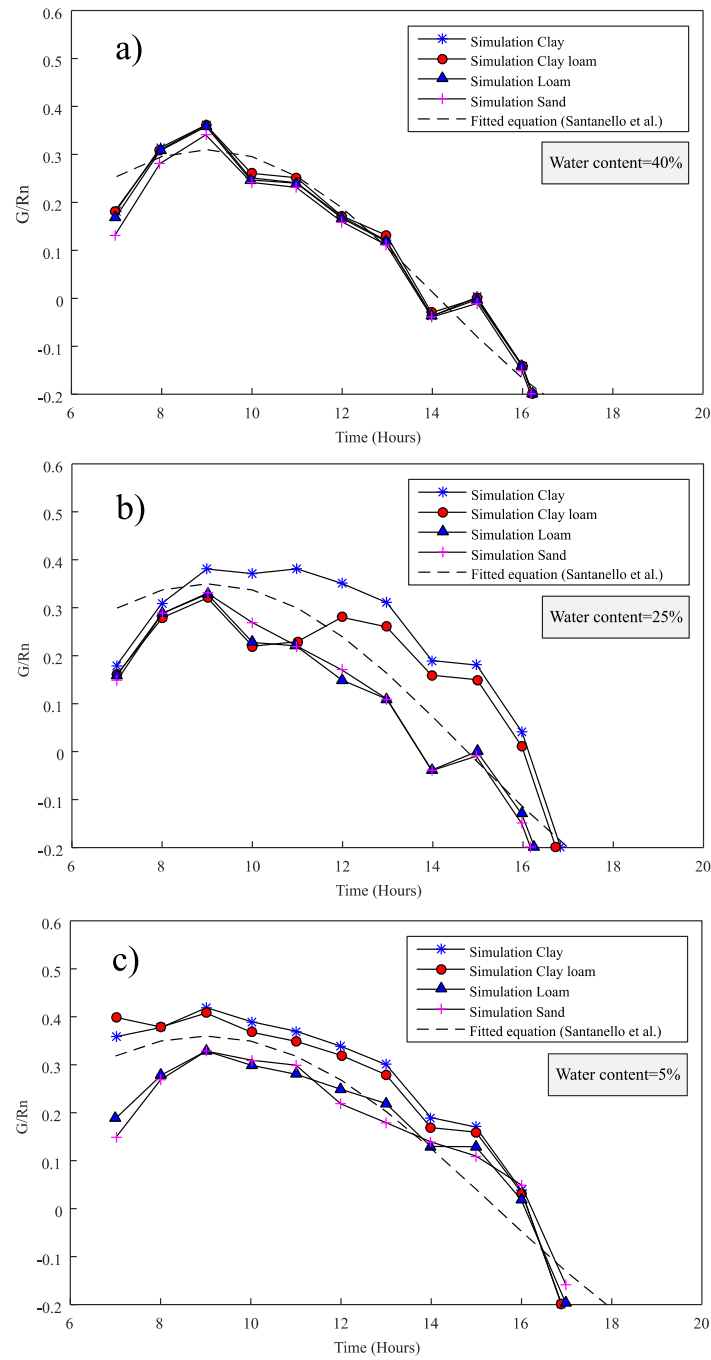 a)
Simulation Clay
Simulation Clay loam
Simulation Loam
Simulation Sand
Fitted equation (Santanello et al.)
Water content=40%
G/Rn
0.6
0.5
0.4
0.3
0.2
0.1
0
-0.1
-0.2
6 8 10 12 14 16 18 20
Time (Hours)
b)
Simulation Clay
Simulation Clay loam
Simulation Loam
Simulation Sand
Fitted equation (Santanello et al.)
Water content=25%
G/Rn
0.6
0.5
0.4
0.3
0.2
0.1
0
-0.1
-0.2
6 8 10 12 14 16 18 20
Time (Hours)
c)
Simulation Clay
Simulation Clay loam
Simulation Loam
Simulation Sand
Fitted equation (Santanello et al.)
Water content=5%
G/Rn
0.6
0.5
0.4
0.3
0.2
0.1
0
-0.1
-0.2
6 8 10 12 14 16 18 20
Time (Hours)